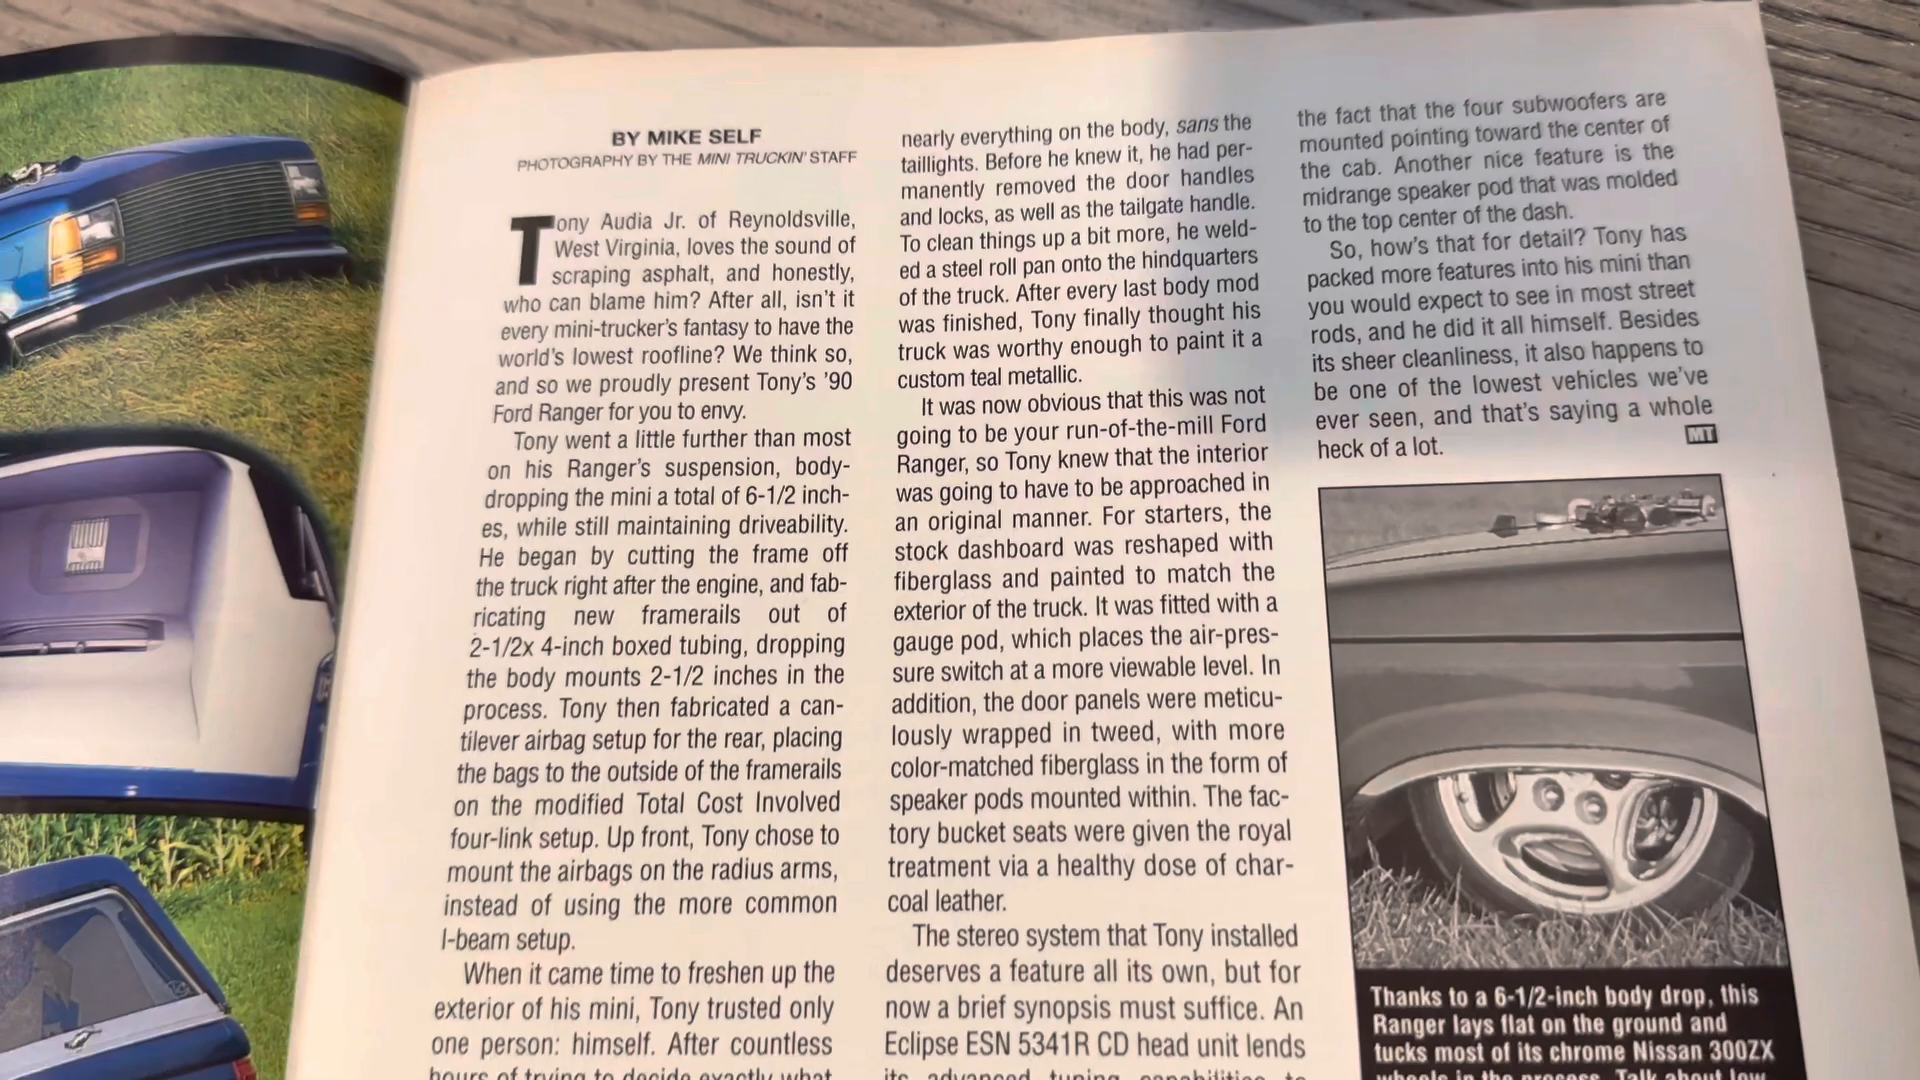 BY MIKE SELF
PHOTOGRAPHY BY THE MINI TRUCKIN' STAFF
Tony Audia Jr. of Reynoldsville,
West Virginia, loves the sound of
scraping asphalt, and honestly,
who can blame him? After all, isn't it
every mini-trucker's fantasy to have the
world's lowest roofline? We think so,
and so we proudly present Tony's '90
Ford Ranger for you to envy.
Tony went a little further than most
on his Ranger's suspension, body-
dropping the mini a total of 6-1/2 inch-
es, while still maintaining driveability.
He began by cutting the frame off
the truck right after the engine, and fab-
ricating new framerails out of
2-1/2x 4-inch boxed tubing, dropping
the body mounts 2-1/2 inches in the
process. Tony then fabricated a can-
tilever airbag setup for the rear, placing
the bags to the outside of the framerails
on the modified Total Cost Involved
four-link setup. Up front, Tony chose to
mount the airbags on the radius arms,
instead of using the more common
I-beam setup.
When it came time to freshen up the
exterior of his mini, Tony trusted only
one person: himself. After countless
hours of trying to decide exactly what
nearly everything on the body, sans the
taillights. Before he knew it, he had per-
manently removed the door handles
and locks, as well as the tailgate handle.
To clean things up a bit more, he weld-
ed a steel roll pan onto the hindquarters
of the truck. After every last body mod
was finished, Tony finally thought his
truck was worthy enough to paint it a
custom teal metallic.
It was now obvious that this was not
going to be your run-of-the-mill Ford
Ranger, so Tony knew that the interior
was going to have to be approached in
an original manner. For starters, the
stock dashboard was reshaped with
fiberglass and painted to match the
exterior of the truck. It was fitted with a
gauge pod, which places the air-pres-
sure switch at a more viewable level. In
addition, the door panels were meticu-
lously wrapped in tweed, with more
color-matched fiberglass in the form of
speaker pods mounted within. The fac-
tory bucket seats were given the royal
treatment via a healthy dose of char-
coal leather.
The stereo system that Tony installed
deserves a feature all its own, but for
now a brief synopsis must suffice. An
Eclipse ESN 5341R CD head unit lends
its advanced tuning capabilities to
the fact that the four subwoofers are
mounted pointing toward the center of
the cab. Another nice feature is the
midrange speaker pod that was molded
to the top center of the dash.
So, how's that for detail? Tony has
packed more features into his mini than
you would expect to see in most street
rods, and he did it all himself. Besides
its sheer cleanliness, it also happens to
be one of the lowest vehicles we've
ever seen, and that's saying a whole
heck of a lot. MT
Thanks to a 6-1/2-inch body drop, this
Ranger lays flat on the ground and
tucks most of its chrome Nissan 300ZX
wheels in the process. Talk about low